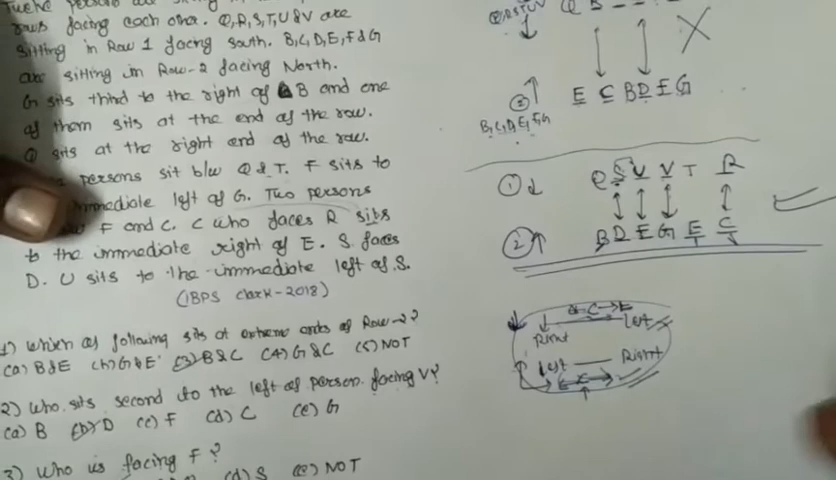 Twelve persons are
rows facing each other. Q, R, S, T, U & V are
sitting in Row 1 facing south. B, C, D, E, F & G
are sitting in Row-2 facing North.
G sits third to the right of B and one
of them sits at the end of the row.
Q sits at the right end of the row.
persons sit b/w Q & T. F sits to
immediate left of G. Two persons
F and C. C who faces R sits
to the immediate right of E. S faces
D. U sits to the immediate left of S.
(IBPS Clerk-2018)
1) Which of following sits at extreme ends of Row-2?
(a) B & E (b) G & E (c) B & C (d) G & C (e) NOT
2) Who sits second to the left of person facing V?
(a) B (b) D (c) F (d) C (e) G
3) Who is facing F?
(d) S (e) NOT
Q, R S T U V
②
B, C, D, E, F, G
E C B D F G
① Q S U V T R
② B D F G E C
C → E
Right left
left Right